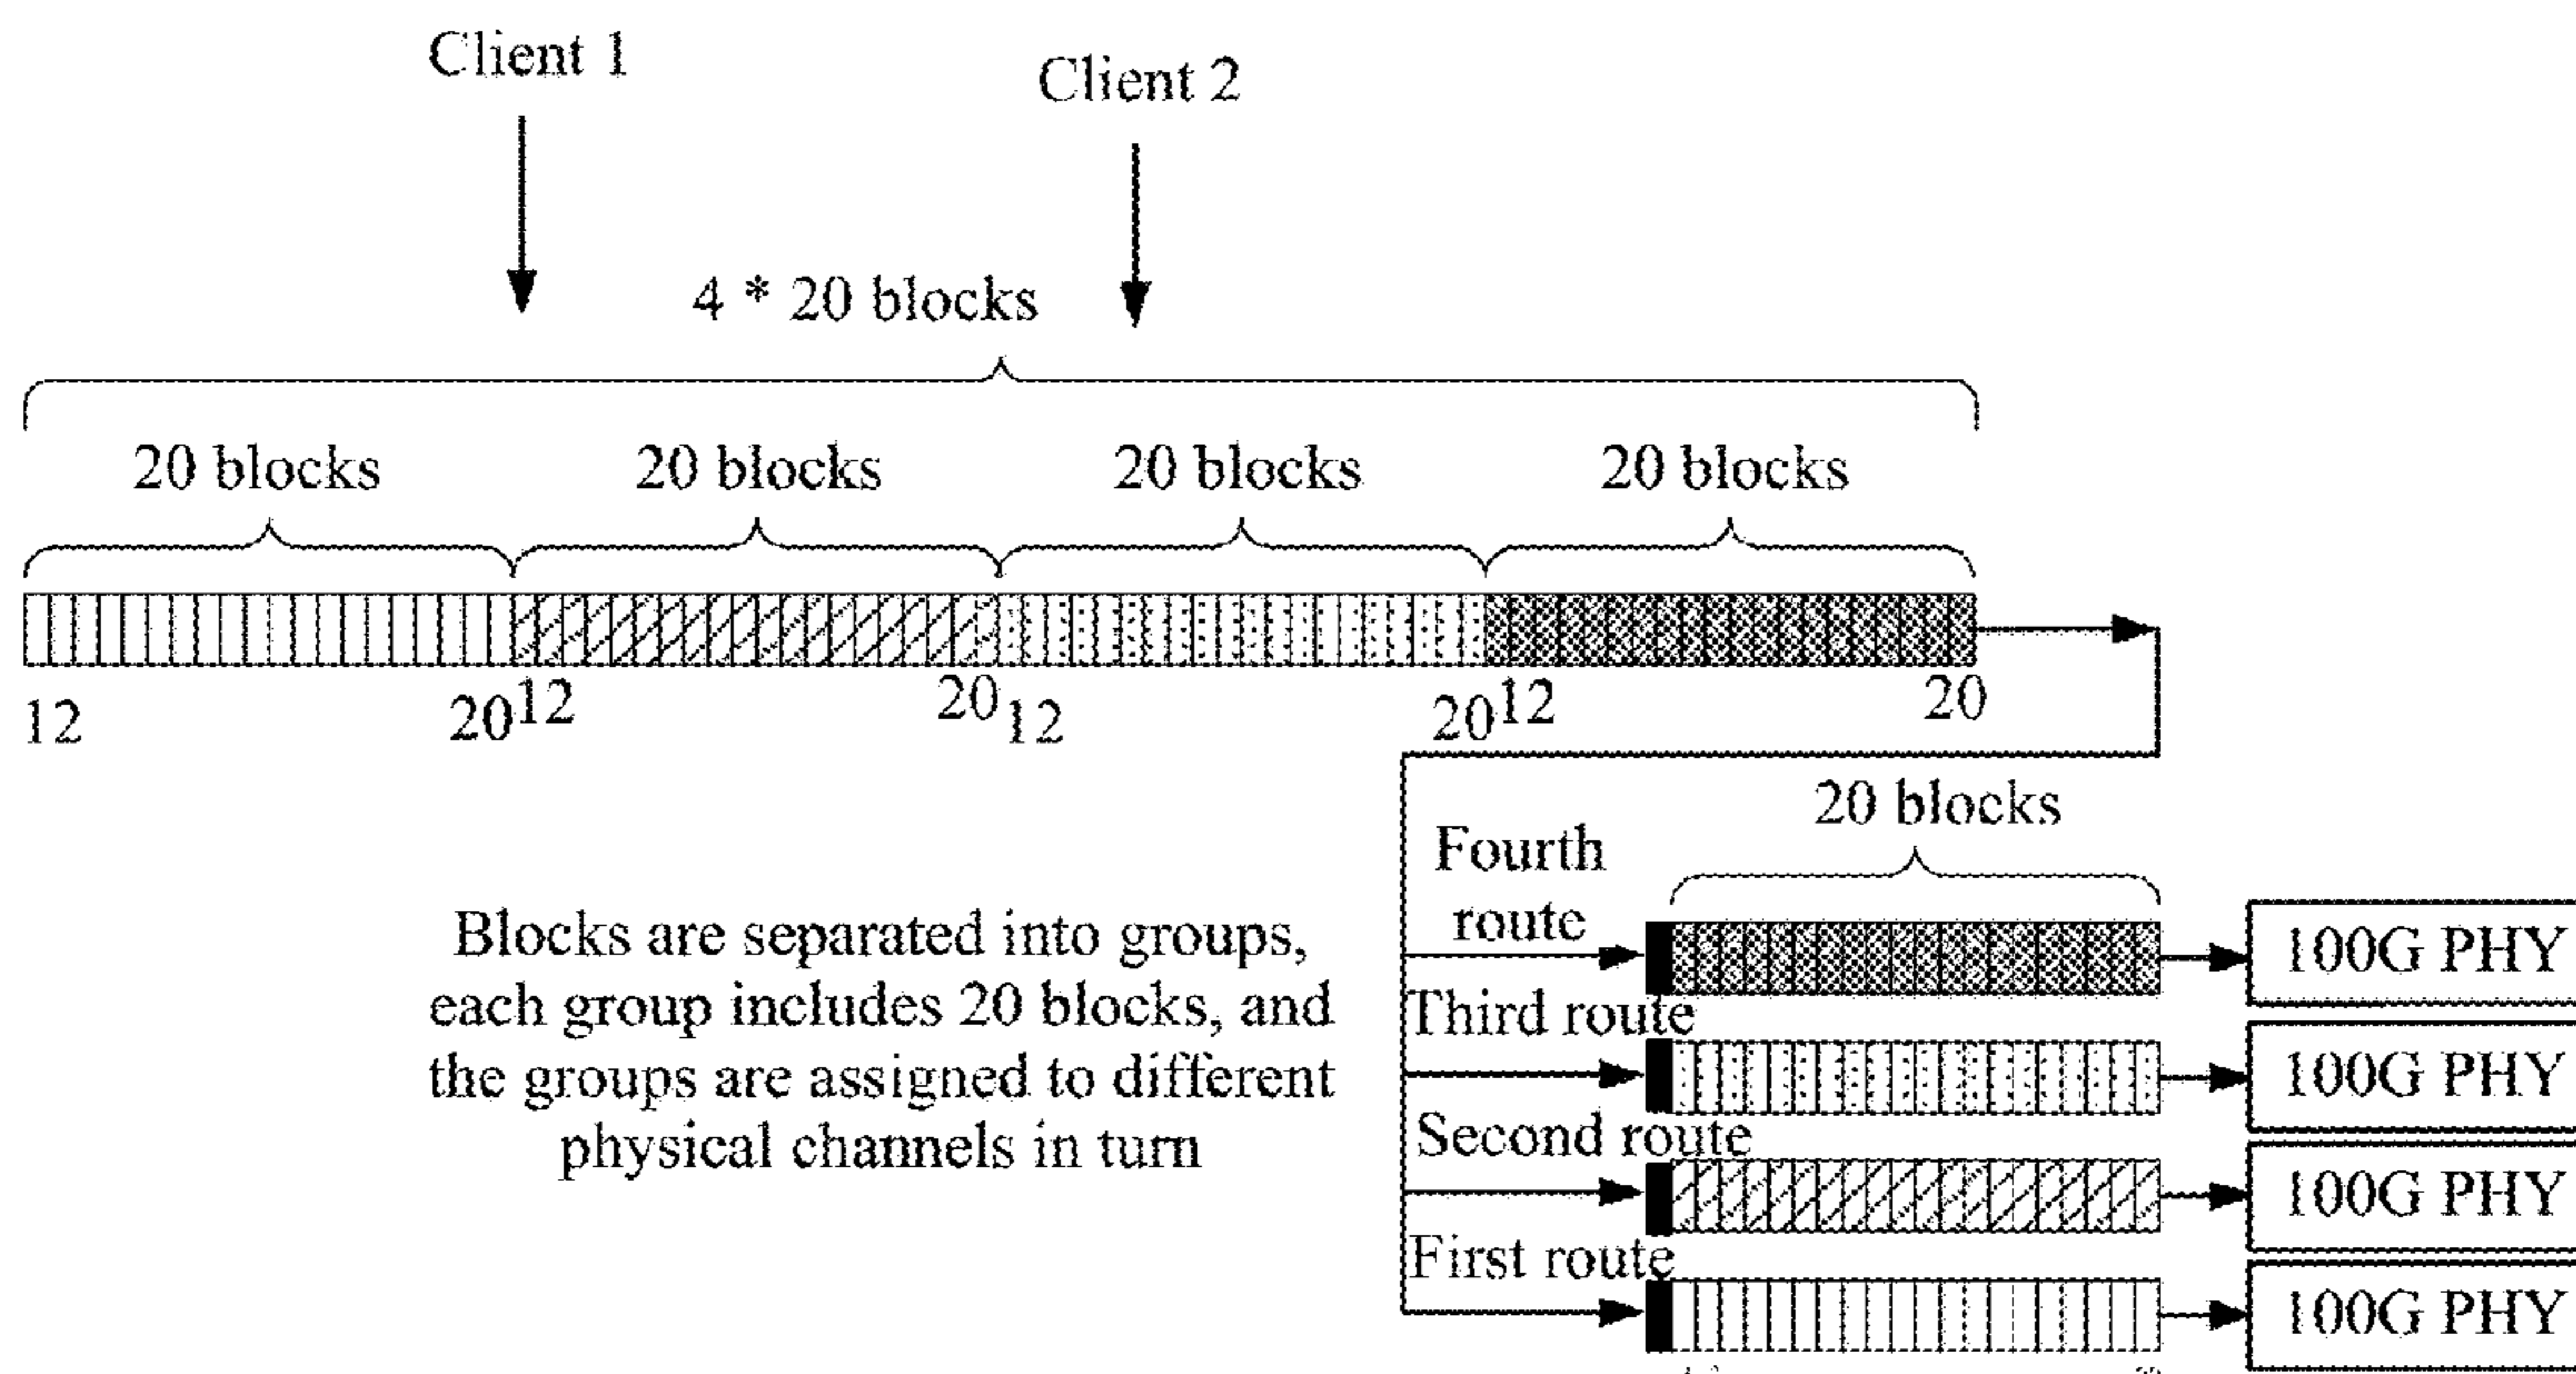 Client 1
Client 2
4 * 20 blocks
20 blocks
20 blocks
20 blocks
20 blocks
12
20
12
20
12
20
12
20
20 blocks
Fourth
route
Third route
Second route
First route
Blocks are separated into groups,
each group includes 20 blocks, and
the groups are assigned to different
physical channels in turn
100G PHY
100G PHY
100G PHY
100G PHY